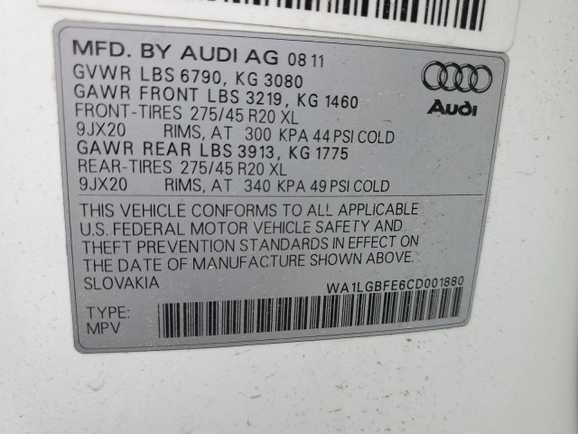 MFD. BY AUDI AG 08 11
GVWR LBS 6790, KG 3080
GAWR FRONT LBS 3219, KG 1460
FRONT-TIRES 275/45 R20 XL
9JX20 RIMS, AT 300 KPA 44 PSI COLD
GAWR REAR LBS 3913, KG 1775
REAR-TIRES 275/45 R20 XL
9JX20 RIMS, AT 340 KPA 49 PSI COLD
Audi
THIS VEHICLE CONFORMS TO ALL APPLICABLE
U.S. FEDERAL MOTOR VEHICLE SAFETY AND
THEFT PREVENTION STANDARDS IN EFFECT ON
THE DATE OF MANUFACTURE SHOWN ABOVE.
SLOVAKIA WA1LGBFE6CD001880
TYPE:
MPV